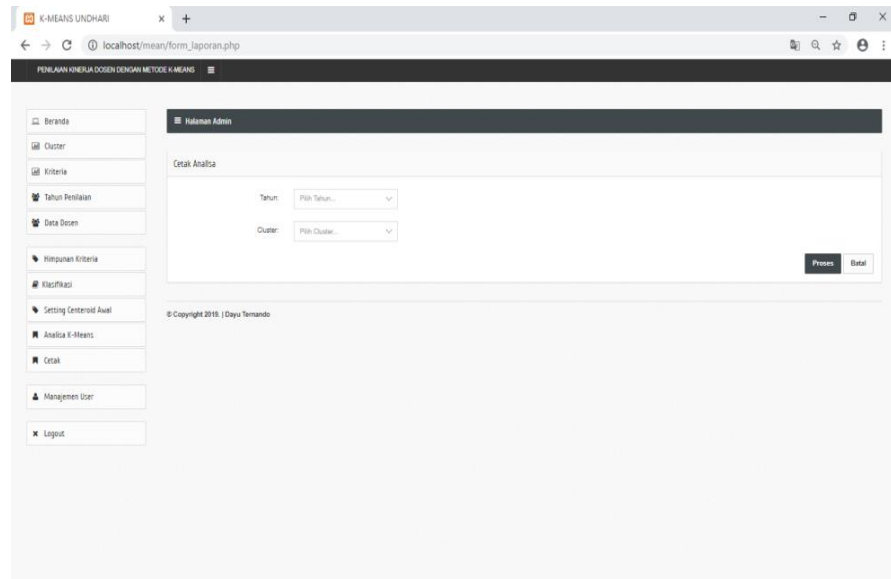 K-MEANS UNDHARI
localhost/mean/form_laporan.php
PENILAIAN KINERJA DOSEN DENGAN METODE K-MEANS
Beranda
Cluster
Kriteria
Tahun Penilaian
Data Dosen
Himpunan Kriteria
Klasifikasi
Setting Centeroid Awal
Analisa K-Means
Cetak
Manajemen User
Logout
Halaman Admin
Cetak Analisa
Tahun: Pilih Tahun...
Cluster: Pilih Cluster...
Proses Batal
© Copyright 2019. | Dayu Ternando